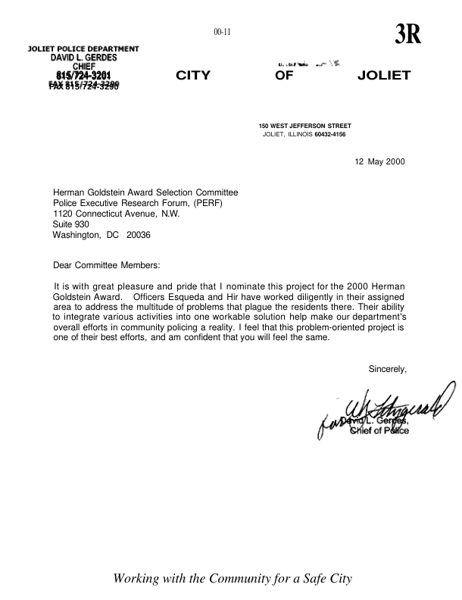 00-11
3R
JOLIET POLICE DEPARTMENT
DAVID L. GERDES
CHIEF
815/724-3201
FAX 815/724-3290
CITY OF JOLIET
150 WEST JEFFERSON STREET
JOLIET, ILLINOIS 60432-4156
12 May 2000
Herman Goldstein Award Selection Committee
Police Executive Research Forum, (PERF)
1120 Connecticut Avenue, N.W.
Suite 930
Washington, DC 20036
Dear Committee Members:
It is with great pleasure and pride that I nominate this project for the 2000 Herman
Goldstein Award. Officers Esqueda and Hir have worked diligently in their assigned
area to address the multitude of problems that plague the residents there. Their ability
to integrate various activities into one workable solution help make our department's
overall efforts in community policing a reality. I feel that this problem-oriented project is
one of their best efforts, and am confident that you will feel the same.
Sincerely,
David L. Gerdes,
Chief of Police
Working with the Community for a Safe City